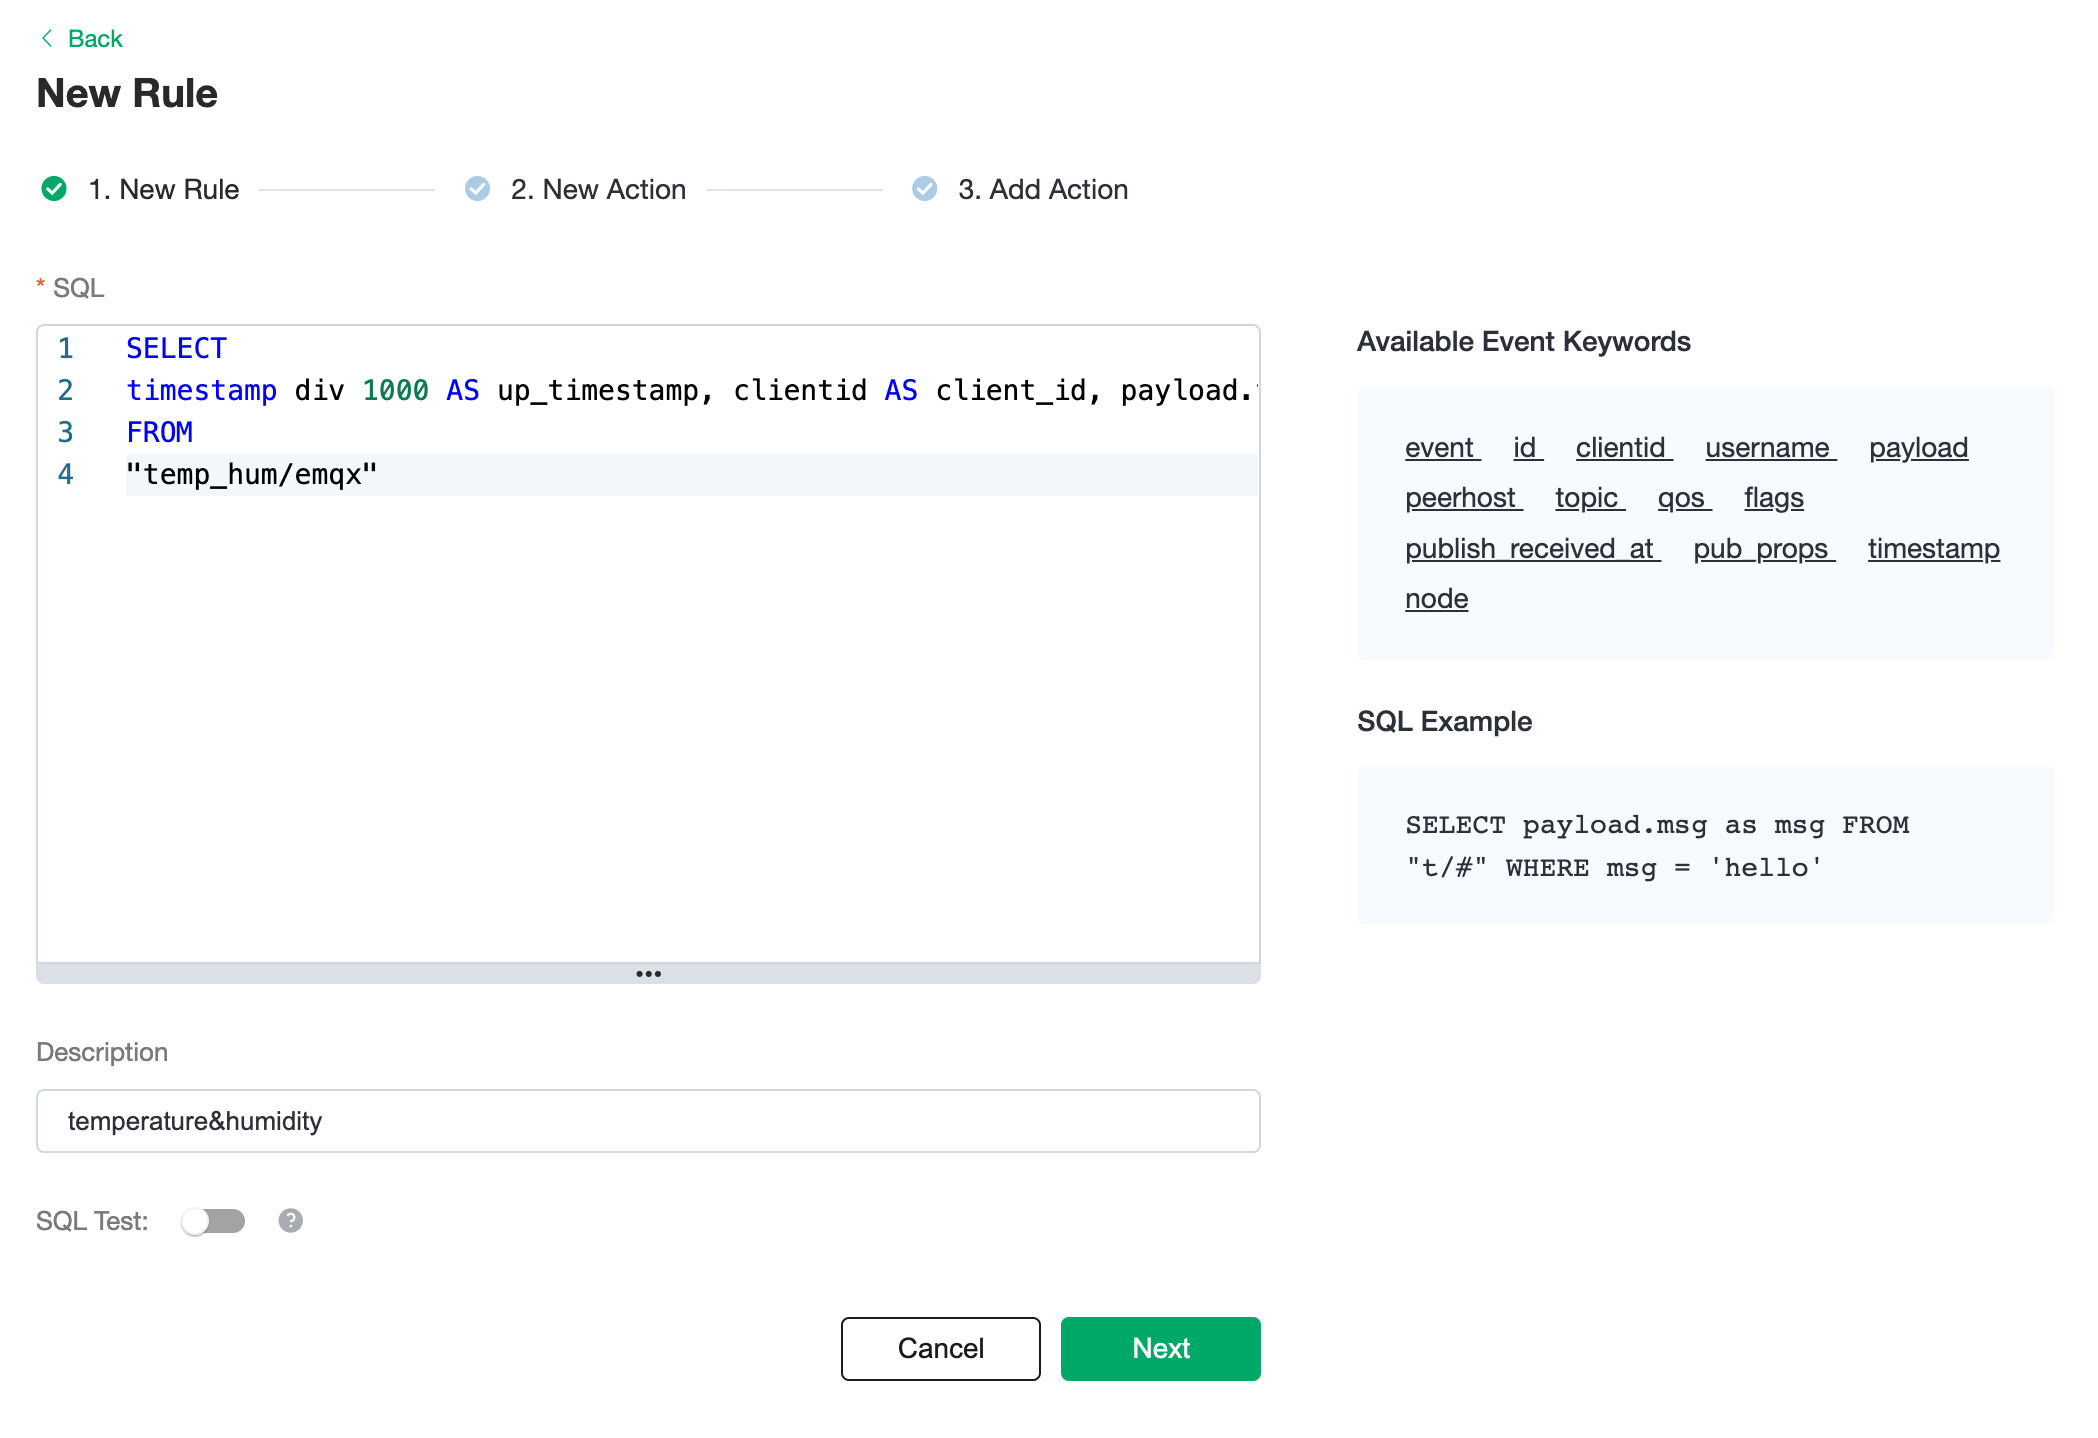 Back
New Rule
1. New Rule
2. New Action
3. Add Action
* SQL
1 SELECT
2 timestamp div 1000 AS up_timestamp, clientid AS client_id, payload.
3 FROM
4 "temp_hum/emqx"
•••
Description
temperature&humidity
SQL Test:
?
Cancel
Next
Available Event Keywords
event id clientid username payload
peerhost topic qos flags
publish_received_at pub_props timestamp
node
SQL Example
SELECT payload.msg as msg FROM
"t/#" WHERE msg = 'hello'